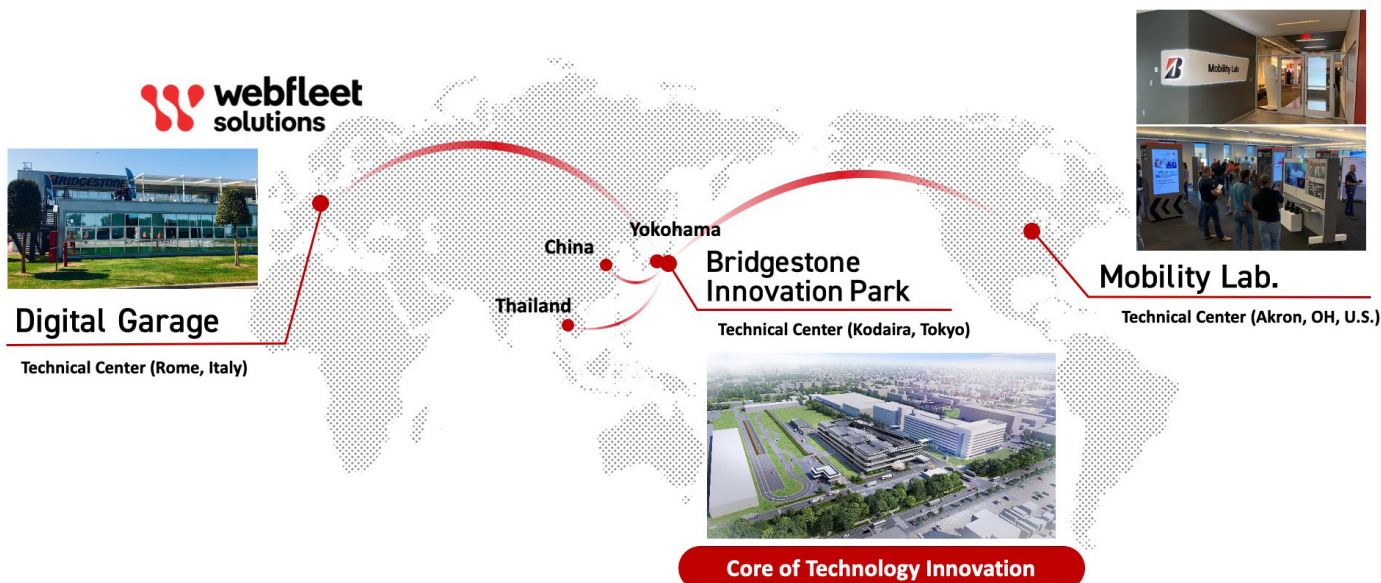 webfleet
solutions
BRIDGESTONE
Digital Garage
Technical Center (Rome, Italy)
China
Thailand
Yokohama
Bridgestone
Innovation Park
Technical Center (Kodaira, Tokyo)
Core of Technology Innovation
Mobility Lab
Mobility Lab.
Technical Center (Akron, OH, U.S.)